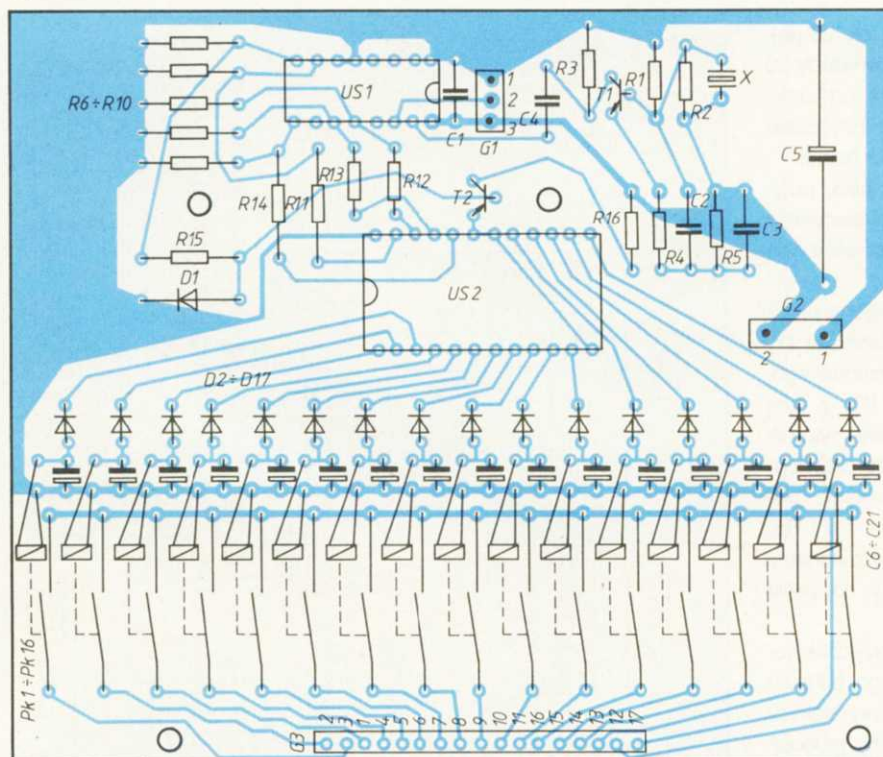 R6÷R10
US1
C1
1
2
3
G1
C4
R3
T1
R1
R2
X
C5
R14
R11
R13
R12
T2
R16
R4
C2
R5
C3
R15
D1
US2
G2
2 1
D2÷D17
C6÷C21
Pk1÷Pk16
G3 2 3 1 4 5 6 7 8 9 10 11 16 15 14 13 12 17